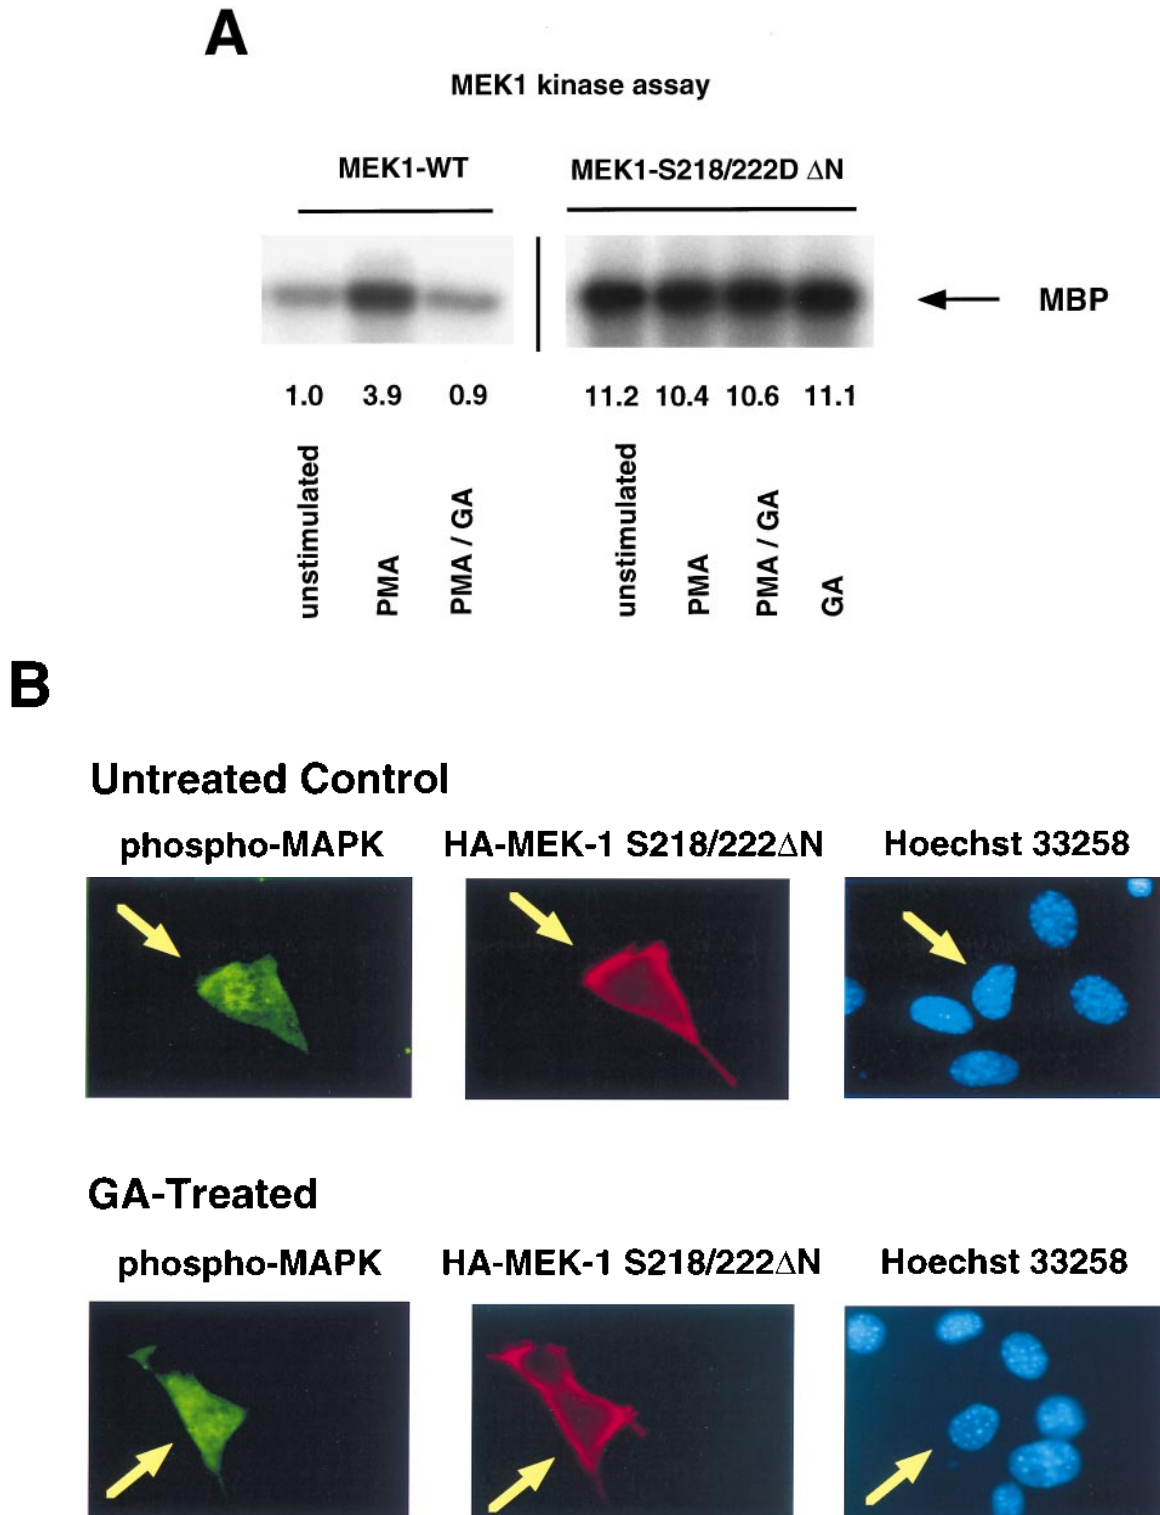 A
MEK1 kinase assay
MEK1-WT
MEK1-S218/222D ΔN
MBP
1.0 3.9 0.9 11.2 10.4 10.6 11.1
unstimulated
PMA
PMA / GA
unstimulated
PMA
PMA / GA
GA
B
Untreated Control
phospho-MAPK HA-MEK-1 S218/222ΔN Hoechst 33258
GA-Treated
phospho-MAPK HA-MEK-1 S218/222ΔN Hoechst 33258